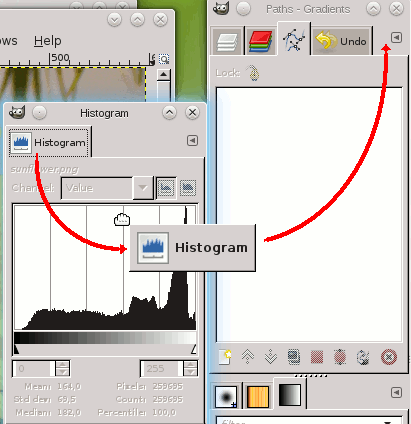 Paths - Gradients
ows Help
500
Undo
Lock:
Histogram
Histogram
sunflower.png
Channel: Value
Histogram
0 255
Mean: 164,0 Pixels: 259695
Std dev: 69,5 Count: 259695
Median: 182,0 Percentile: 100,0
filter